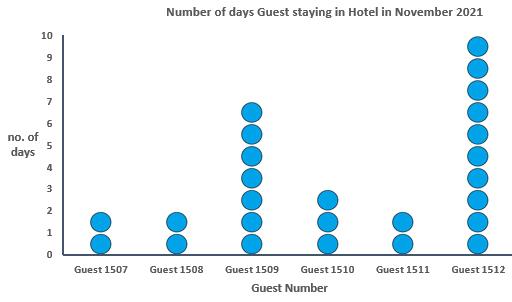 Number of days Guest staying in Hotel in November 2021
10
9
8
7
6
5
4
3
2
1
0
no. of
days
Guest 1507 Guest 1508 Guest 1509 Guest 1510 Guest 1511 Guest 1512
Guest Number